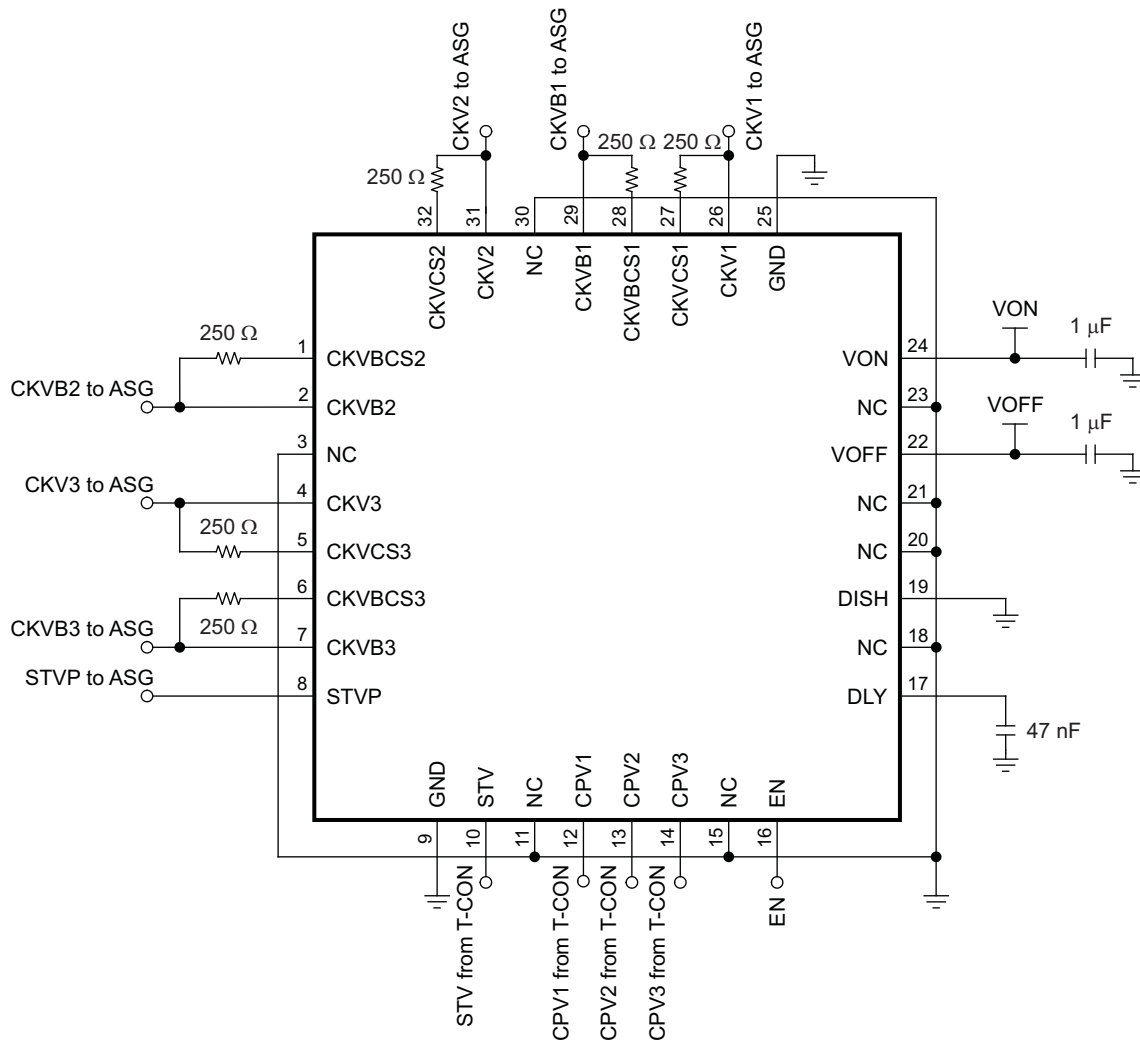 CKV2 to ASG
CKVB1 to ASG
CKV1 to ASG
250 Ω
250 Ω
250 Ω
32
31
30
29
28
27
26
25
CKVCS2
CKV2
NC
CKVB1
CKVBCS1
CKVCS1
CKV1
GND
250 Ω
1
CKVBCS2
CKVB2 to ASG
2
CKVB2
3
NC
CKV3 to ASG
4
CKV3
250 Ω
5
CKVCS3
6
CKVBCS3
CKVB3 to ASG
250 Ω
7
CKVB3
STVP to ASG
8
STVP
VON
1 μF
VON
24
NC
23
VOFF
1 μF
VOFF
22
NC
21
NC
20
DISH
19
NC
18
DLY
17
47 nF
GND
STV
NC
CPV1
CPV2
CPV3
NC
EN
9
10
11
12
13
14
15
16
STV from T-CON
CPV1 from T-CON
CPV2 from T-CON
CPV3 from T-CON
EN